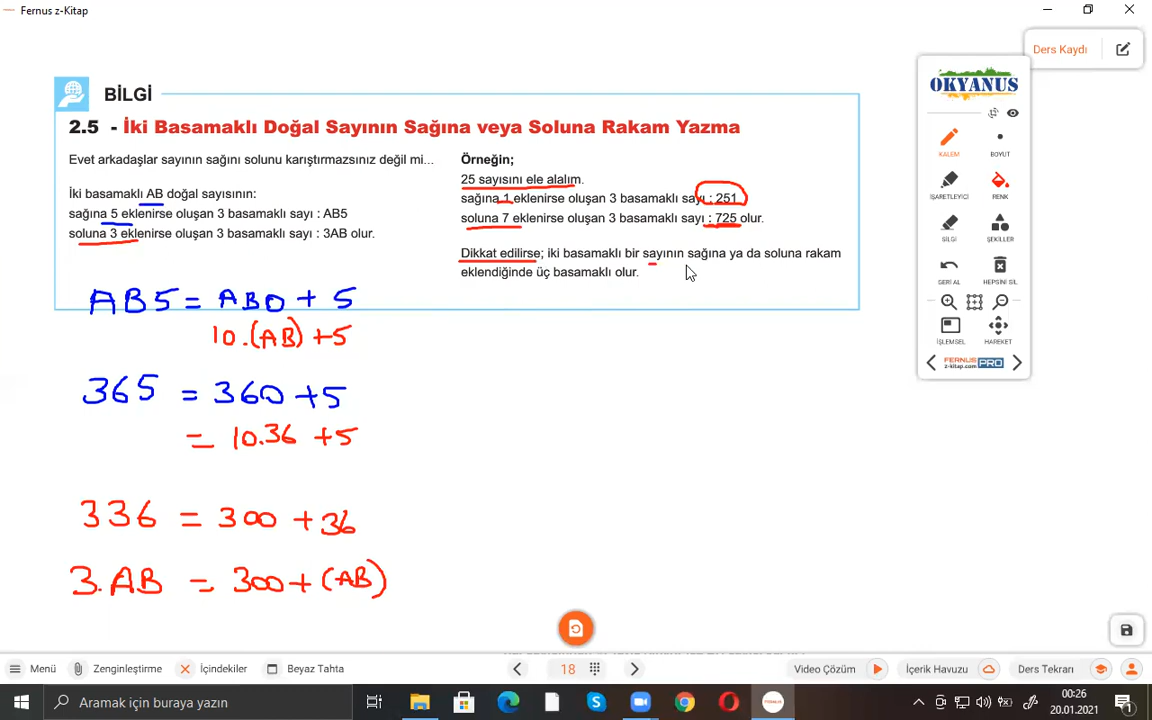 Fernus z-Kitap
Ders Kaydı
BİLGİ
2.5 - İki Basamaklı Doğal Sayının Sağına veya Soluna Rakam Yazma
Evet arkadaşlar sayının sağını solunu karıştırmazsınız değil mi...
İki basamaklı AB doğal sayısının:
sağına 5 eklenirse oluşan 3 basamaklı sayı : AB5
soluna 3 eklenirse oluşan 3 basamaklı sayı : 3AB olur.
Örneğin;
25 sayısını ele alalım.
sağına 1 eklenirse oluşan 3 basamaklı sayı : 251
soluna 7 eklenirse oluşan 3 basamaklı sayı : 725 olur.
Dikkat edilirse; iki basamaklı bir sayının sağına ya da soluna rakam
eklendiğinde üç basamaklı olur.
AB5 = AB0 + 5
10.(AB) +5
365 = 360 +5
= 10.36 +5
336 = 300 + 36
3.AB = 300 + (AB)
OKYANUS
KALEM
BOYUT
İŞARETLEYİCİ
RENK
SİLGİ
ŞEKİLLER
GERİ AL
HEPSİNİ SİL
İŞLEMSEL
HAREKET
FERNUS PRO
z-kitap.com
Menü
Zenginleştirme
İçindekiler
Beyaz Tahta
18
Video Çözüm
İçerik Havuzu
Ders Tekrarı
Aramak için buraya yazın
00:26
20.01.2021
1